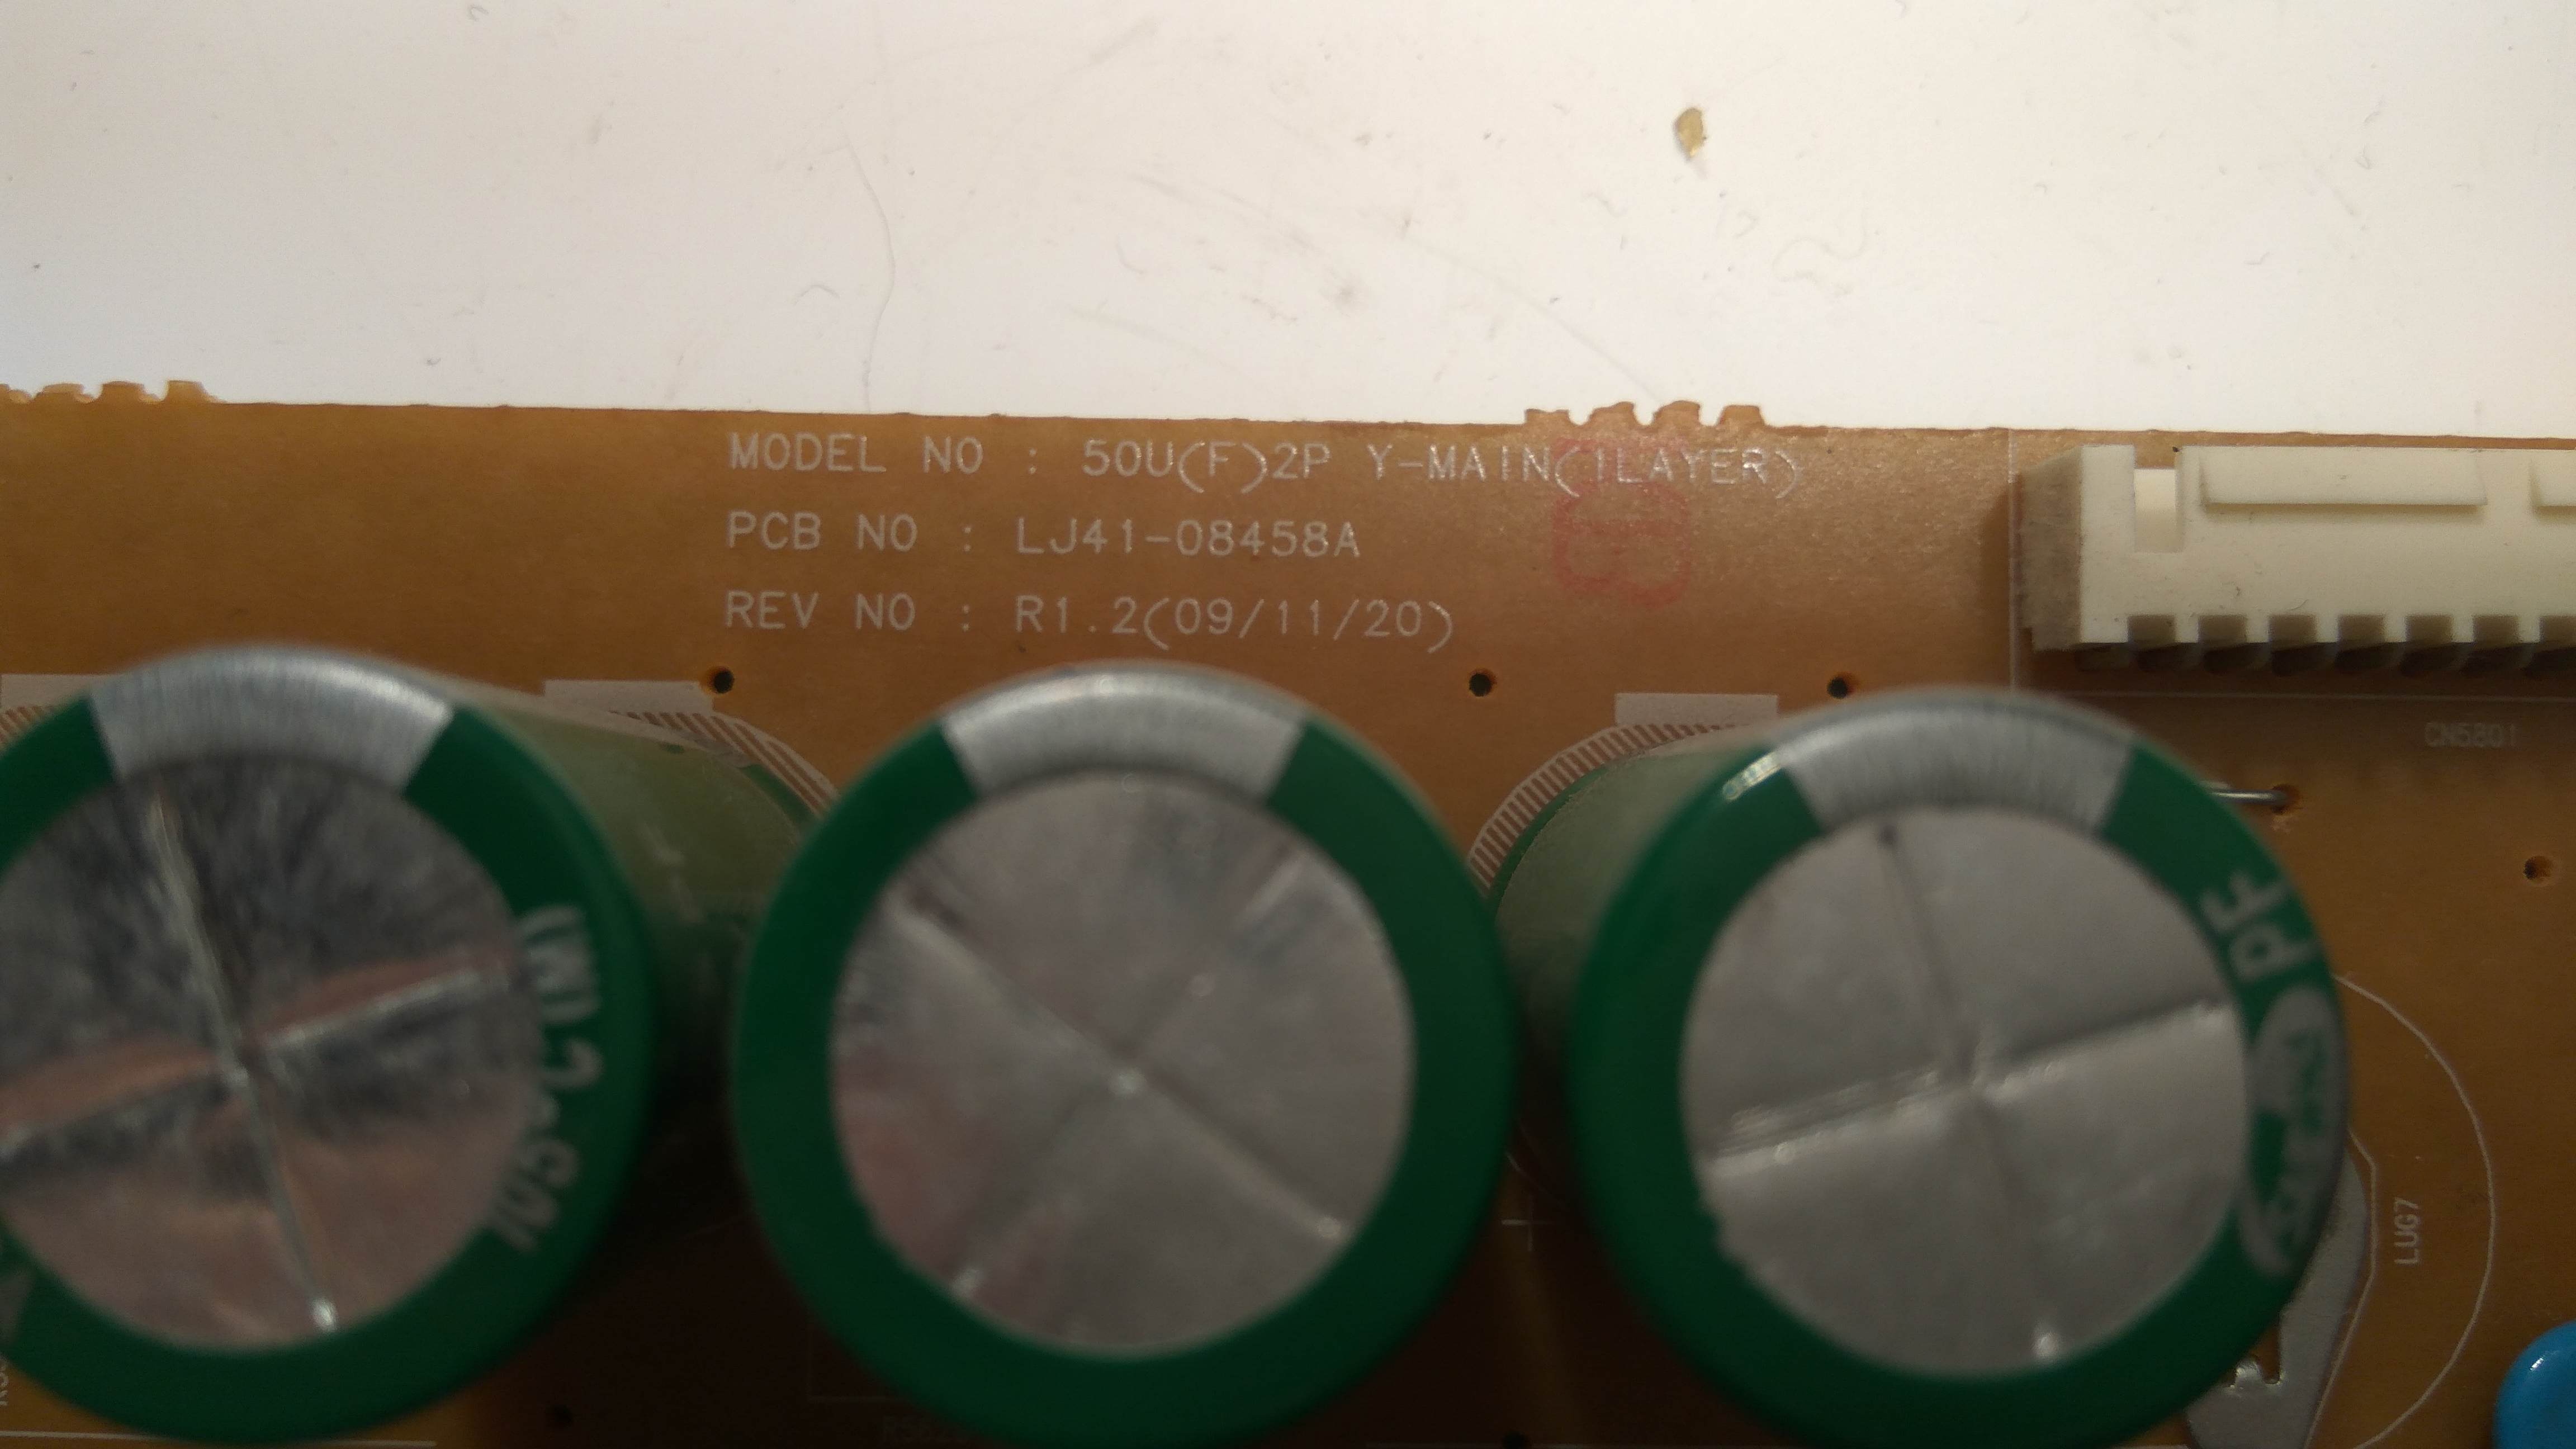 MODEL NO : 50U(F)2P Y-MAIN(1LAYER)
PCB NO : LJ41-08458A
REV NO : R1.2(09/11/20)
CN5801
PF
105°C(M)
LUG7